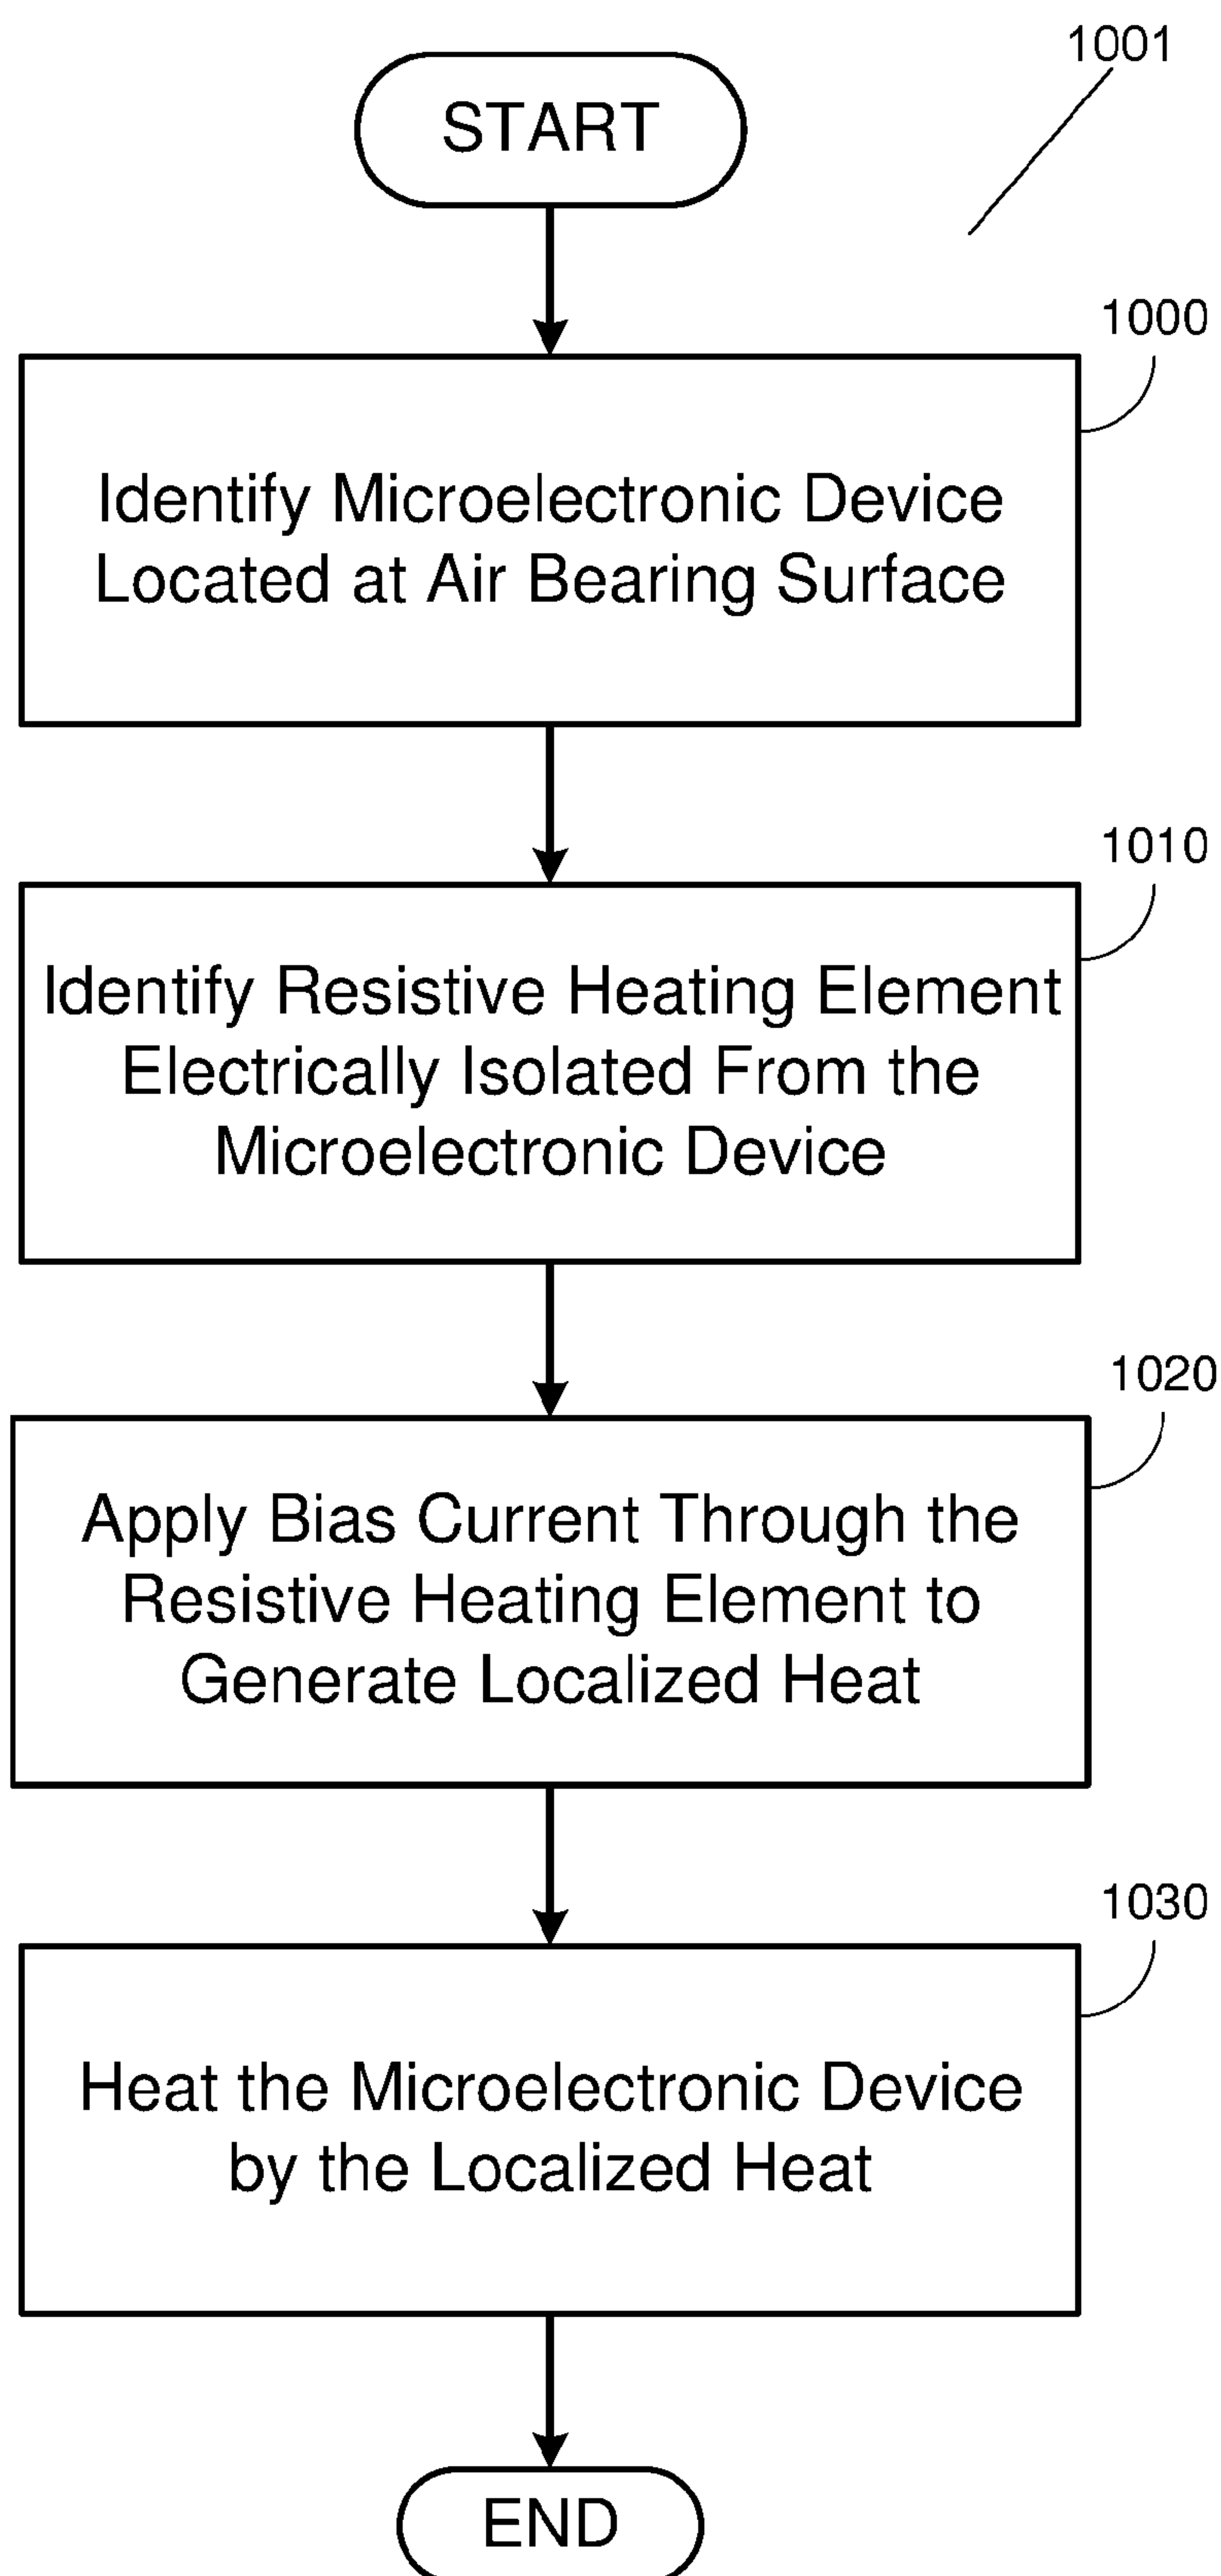 1001
START
1000
Identify Microelectronic Device
Located at Air Bearing Surface
1010
Identify Resistive Heating Element
Electrically Isolated From the
Microelectronic Device
1020
Apply Bias Current Through the
Resistive Heating Element to
Generate Localized Heat
1030
Heat the Microelectronic Device
by the Localized Heat
END